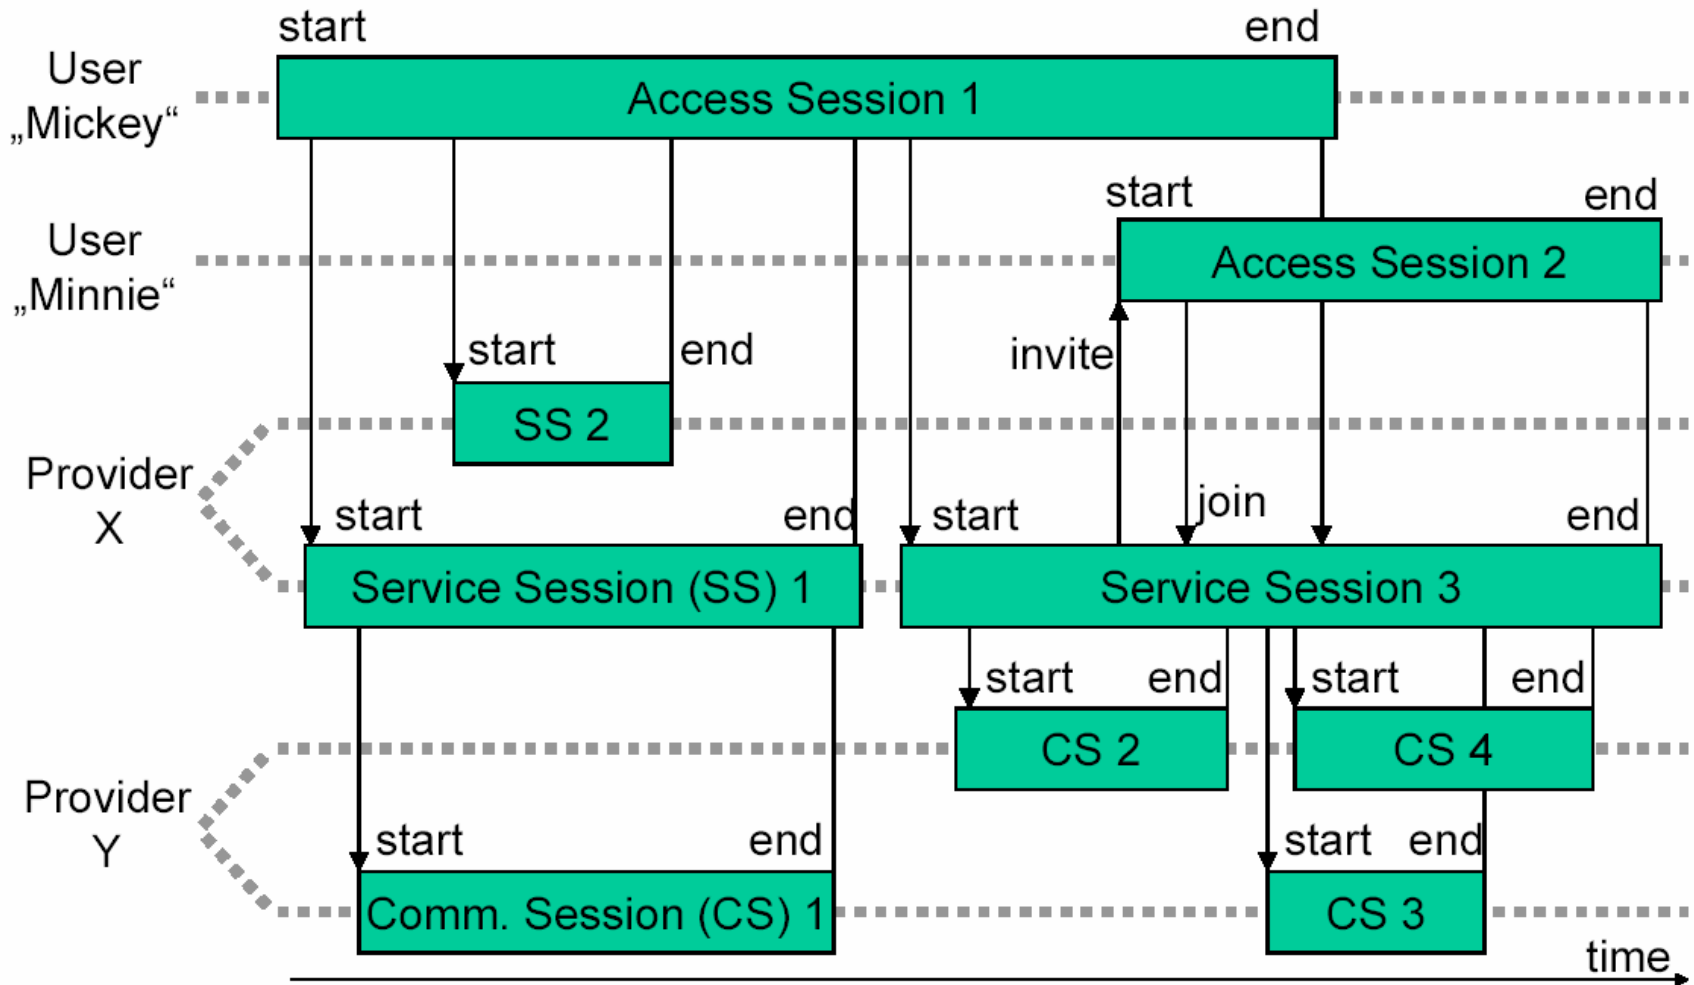 start
end
User
„Mickey“
Access Session 1
start
end
User
„Minnie“
Access Session 2
invite
start
end
SS 2
Provider
X
start
end
start
join
end
Service Session (SS) 1
Service Session 3
start
end
start
end
CS 2
CS 4
Provider
Y
start
end
start
end
Comm. Session (CS) 1
CS 3
time